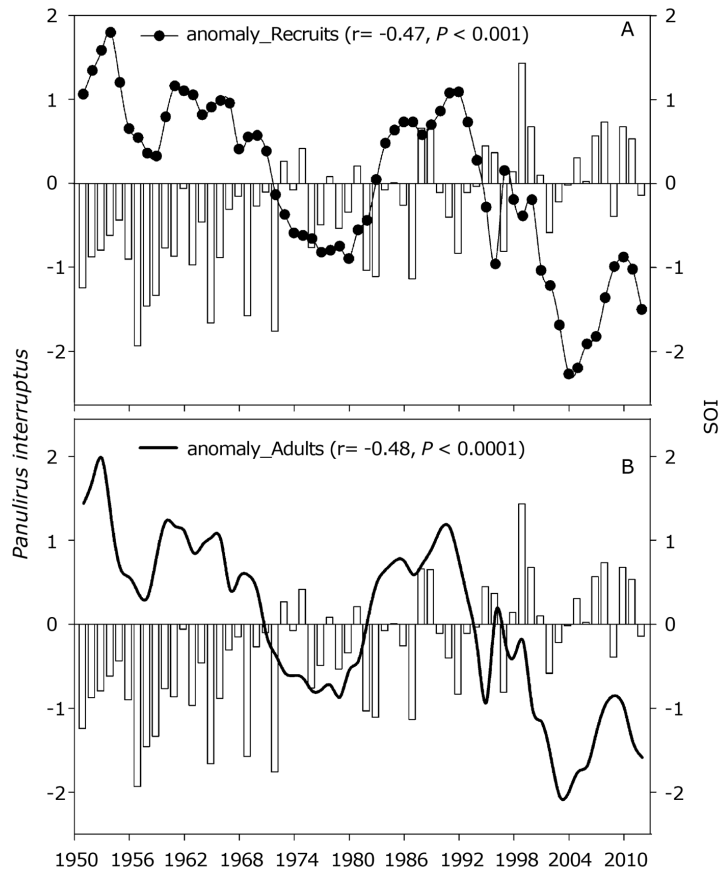 2 2
anomaly_Recruits (r= -0.47, P < 0.001) A
1 1
0 0
-1 -1
-2 -2
Panulirus interruptus
SOI
anomaly_Adults (r= -0.48, P < 0.0001) B
2 2
1 1
0 0
-1 -1
-2 -2
1950 1956 1962 1968 1974 1980 1986 1992 1998 2004 2010